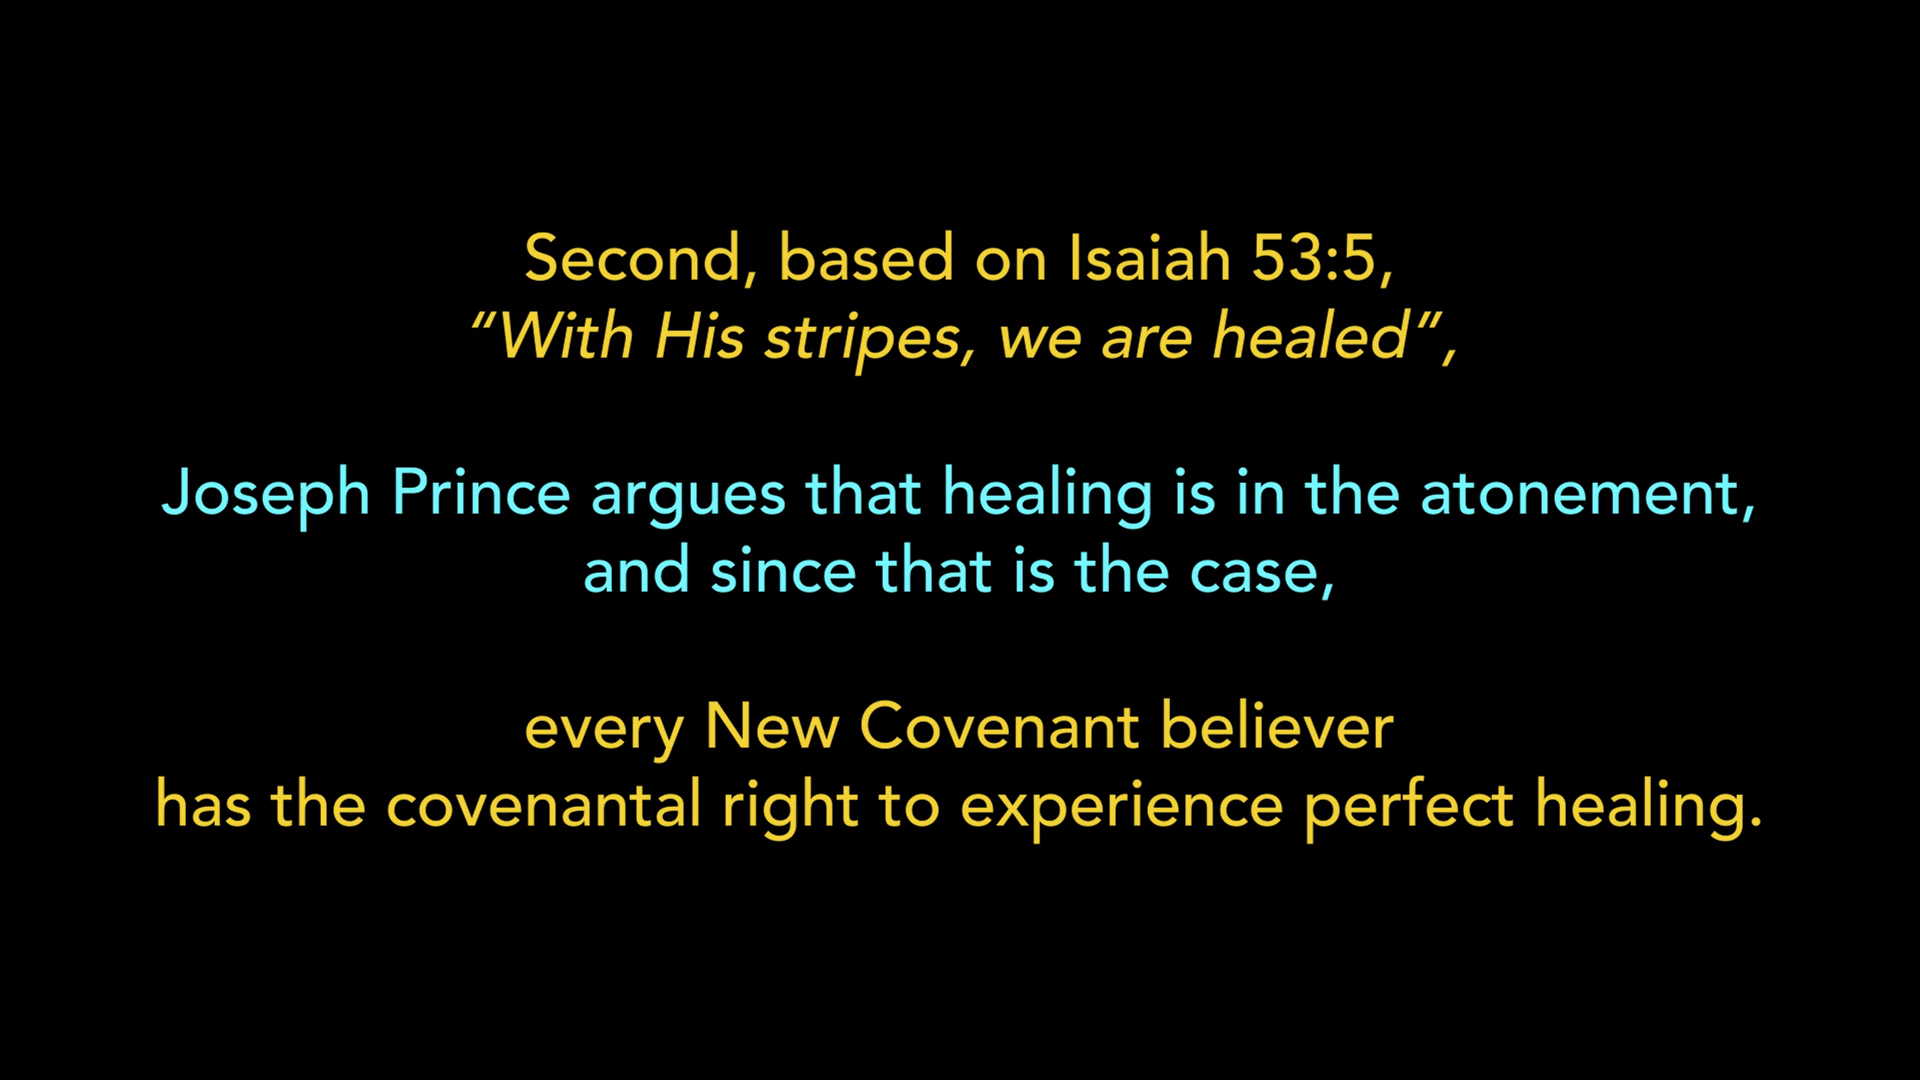 Second, based on Isaiah 53:5,
“With His stripes, we are healed”,
Joseph Prince argues that healing is in the atonement,
and since that is the case,
every New Covenant believer
has the covenantal right to experience perfect healing.